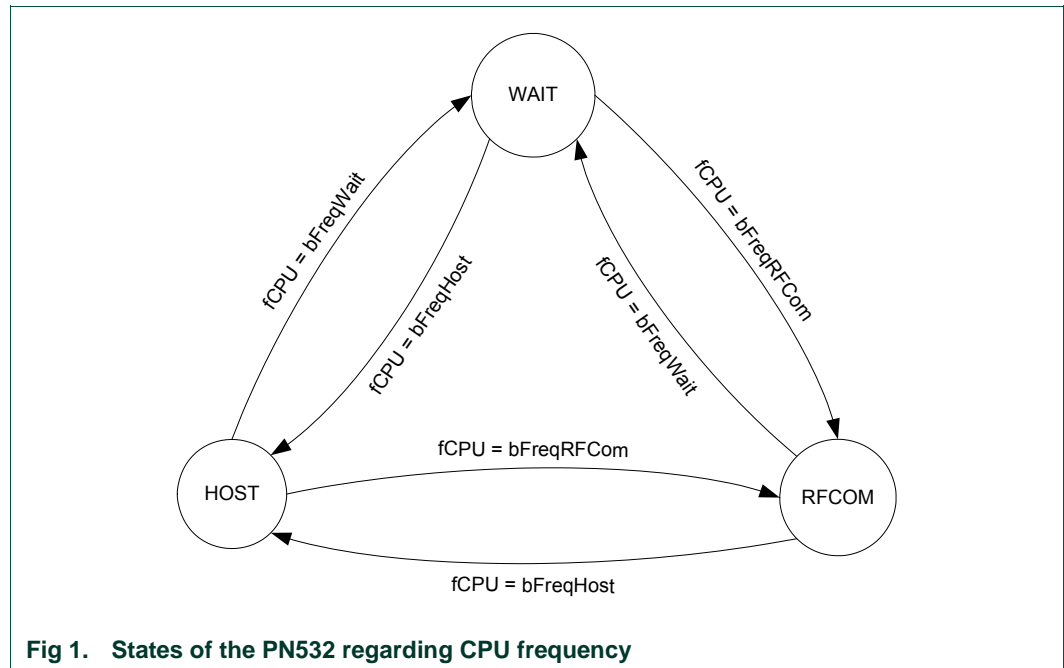 WAIT
fCPU = bFreqWait
fCPU = bFreqHost
fCPU = bFreqWait
fCPU = bFreqRFCom
HOST
fCPU = bFreqRFCom
RFCOM
fCPU = bFreqHost
Fig 1. States of the PN532 regarding CPU frequency